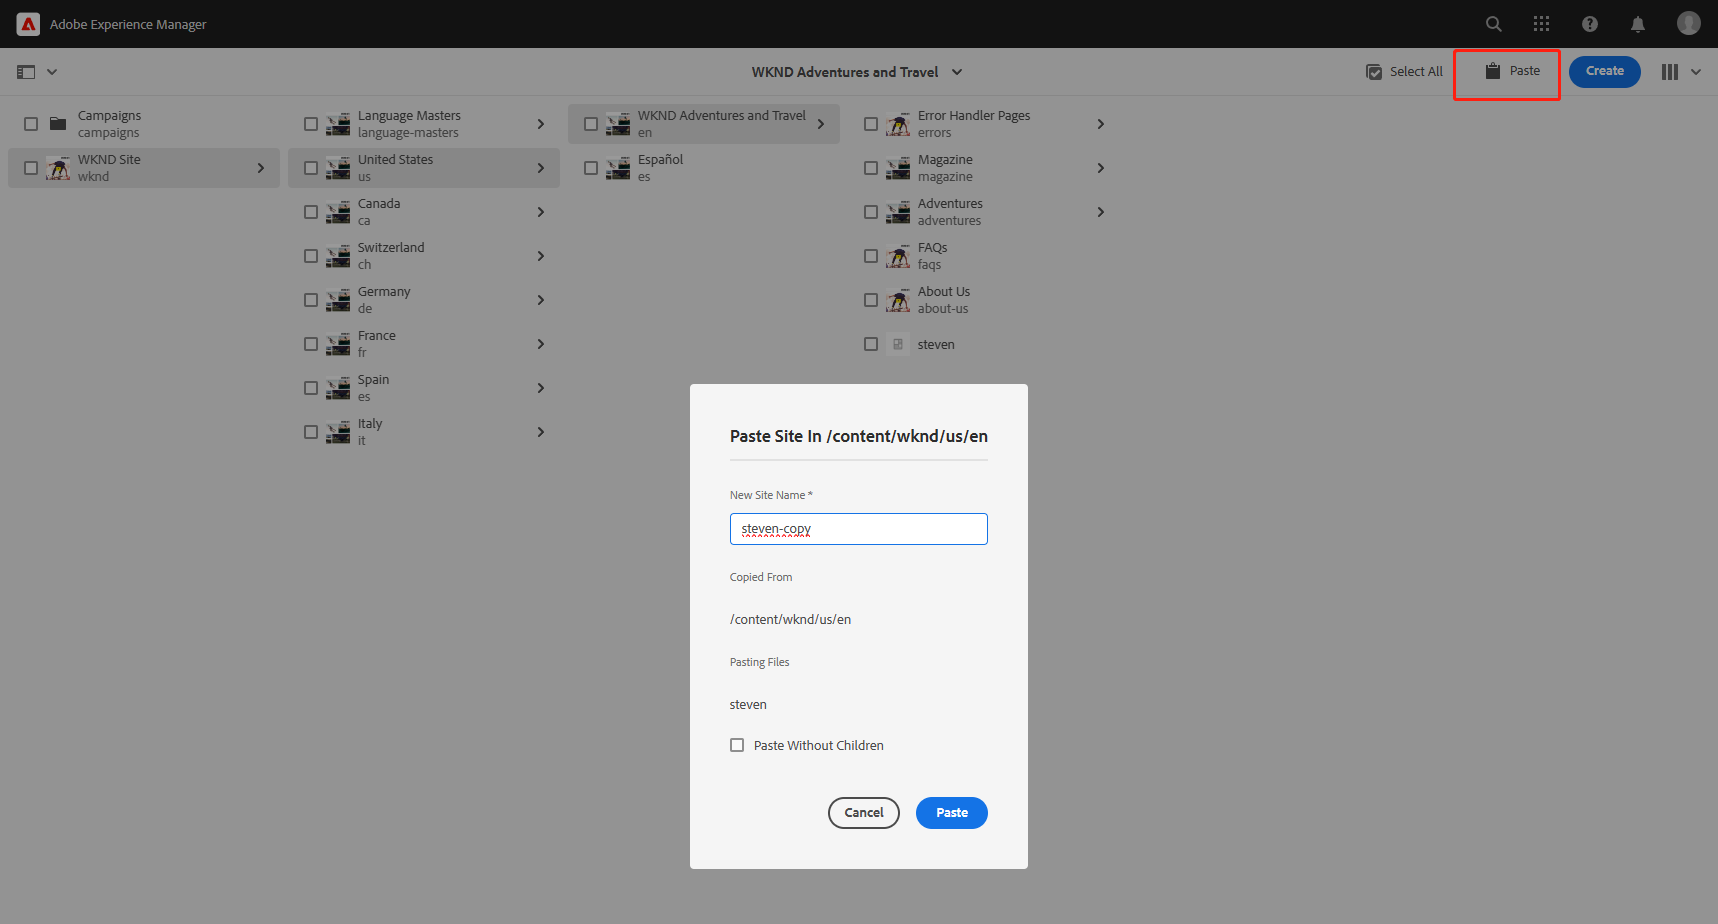 Adobe Experience Manager
WKND Adventures and Travel
Select All
Paste
Create
Campaigns
campaigns
WKND Site
wknd
Language Masters
language-masters
United States
us
Canada
ca
Switzerland
ch
Germany
de
France
fr
Spain
es
Italy
it
WKND Adventures and Travel
en
Español
es
Error Handler Pages
errors
Magazine
magazine
Adventures
adventures
FAQs
faqs
About Us
about-us
steven
Paste Site In /content/wknd/us/en
New Site Name *
steven-copy
Copied From
/content/wknd/us/en
Pasting Files
steven
Paste Without Children
Cancel
Paste